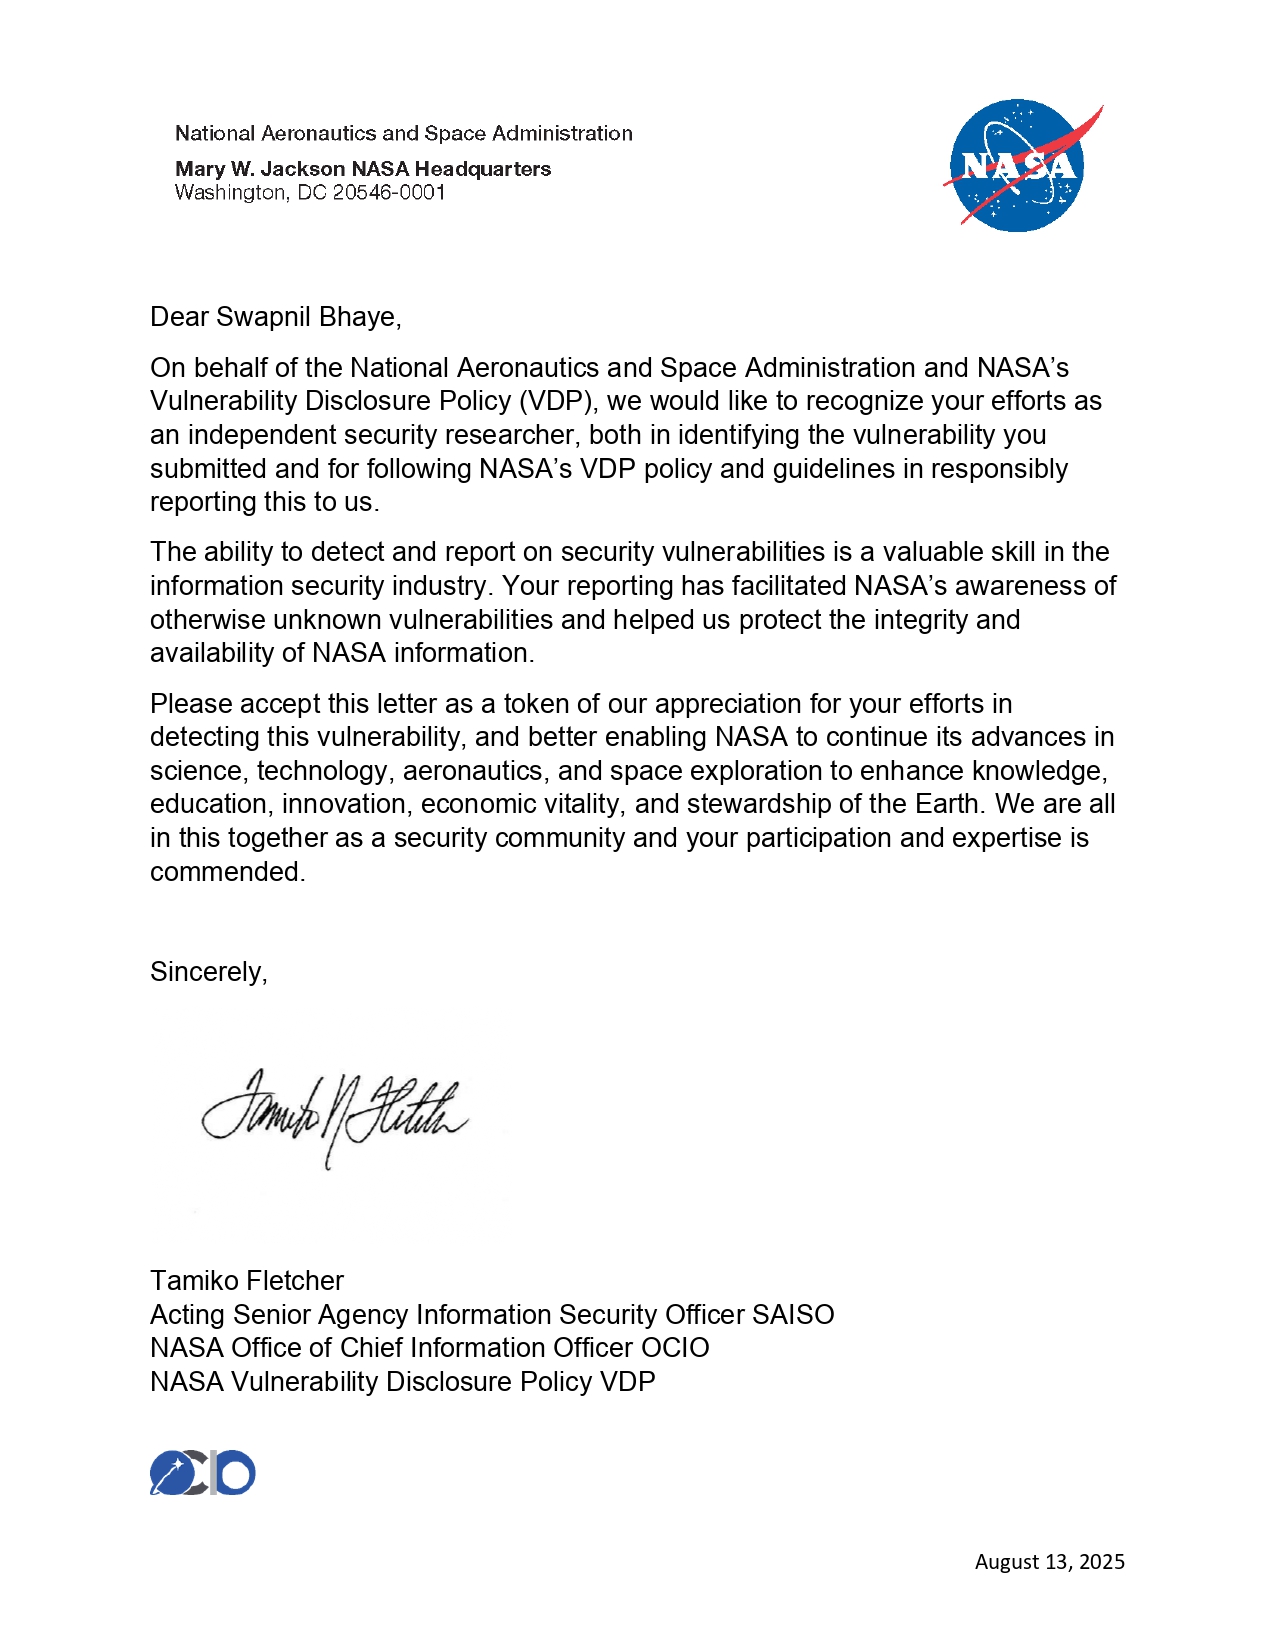 National Aeronautics and Space Administration
Mary W. Jackson NASA Headquarters
Washington, DC 20546-0001
NASA
Dear Swapnil Bhaye,
On behalf of the National Aeronautics and Space Administration and NASA’s
Vulnerability Disclosure Policy (VDP), we would like to recognize your efforts as
an independent security researcher, both in identifying the vulnerability you
submitted and for following NASA’s VDP policy and guidelines in responsibly
reporting this to us.
The ability to detect and report on security vulnerabilities is a valuable skill in the
information security industry. Your reporting has facilitated NASA’s awareness of
otherwise unknown vulnerabilities and helped us protect the integrity and
availability of NASA information.
Please accept this letter as a token of our appreciation for your efforts in
detecting this vulnerability, and better enabling NASA to continue its advances in
science, technology, aeronautics, and space exploration to enhance knowledge,
education, innovation, economic vitality, and stewardship of the Earth. We are all
in this together as a security community and your participation and expertise is
commended.
Sincerely,
Tamiko N Fletcher
Tamiko Fletcher
Acting Senior Agency Information Security Officer SAISO
NASA Office of Chief Information Officer OCIO
NASA Vulnerability Disclosure Policy VDP
OCIO
August 13, 2025